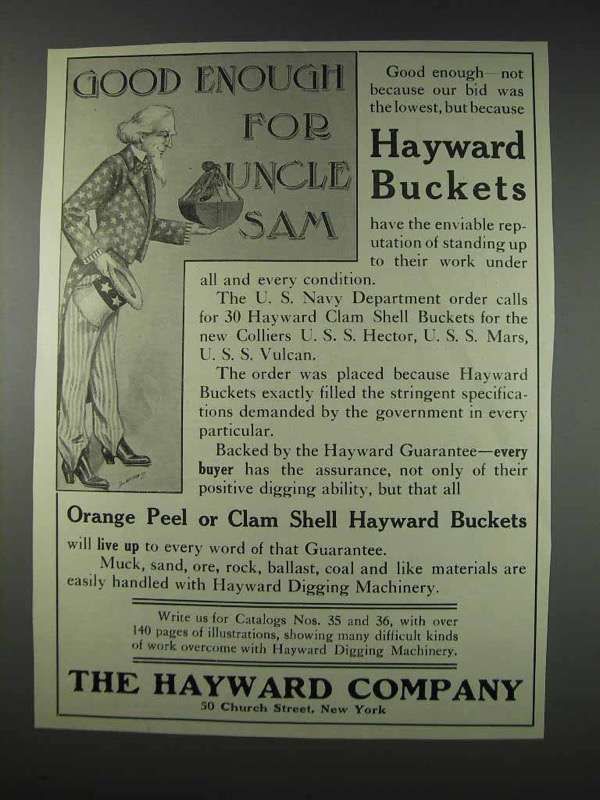 GOOD ENOUGH
FOR
UNCLE
SAM
Good enough—not
because our bid was
the lowest, but because
Hayward
Buckets
have the enviable rep-
utation of standing up
to their work under
all and every condition.
The U. S. Navy Department order calls
for 30 Hayward Clam Shell Buckets for the
new Colliers U. S. S. Hector, U. S. S. Mars,
U. S. S. Vulcan.
The order was placed because Hayward
Buckets exactly filled the stringent specifica-
tions demanded by the government in every
particular.
Backed by the Hayward Guarantee—every
buyer has the assurance, not only of their
positive digging ability, but that all
Orange Peel or Clam Shell Hayward Buckets
will live up to every word of that Guarantee.
Muck, sand, ore, rock, ballast, coal and like materials are
easily handled with Hayward Digging Machinery.
Write us for Catalogs Nos. 35 and 36, with over
140 pages of illustrations, showing many difficult kinds
of work overcome with Hayward Digging Machinery.
THE HAYWARD COMPANY
50 Church Street, New York